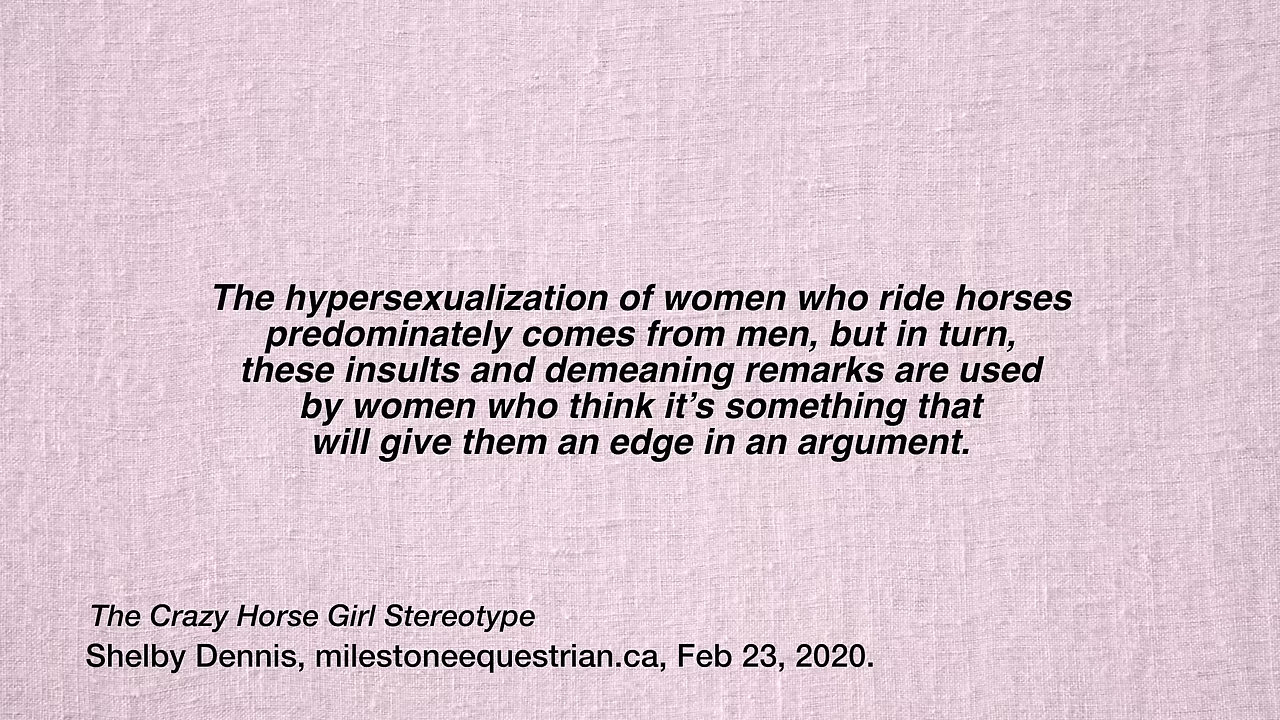 The hypersexualization of women who ride horses
predominately comes from men, but in turn,
these insults and demeaning remarks are used
by women who think it’s something that
will give them an edge in an argument.
The Crazy Horse Girl Stereotype
Shelby Dennis, milestoneequestrian.ca, Feb 23, 2020.